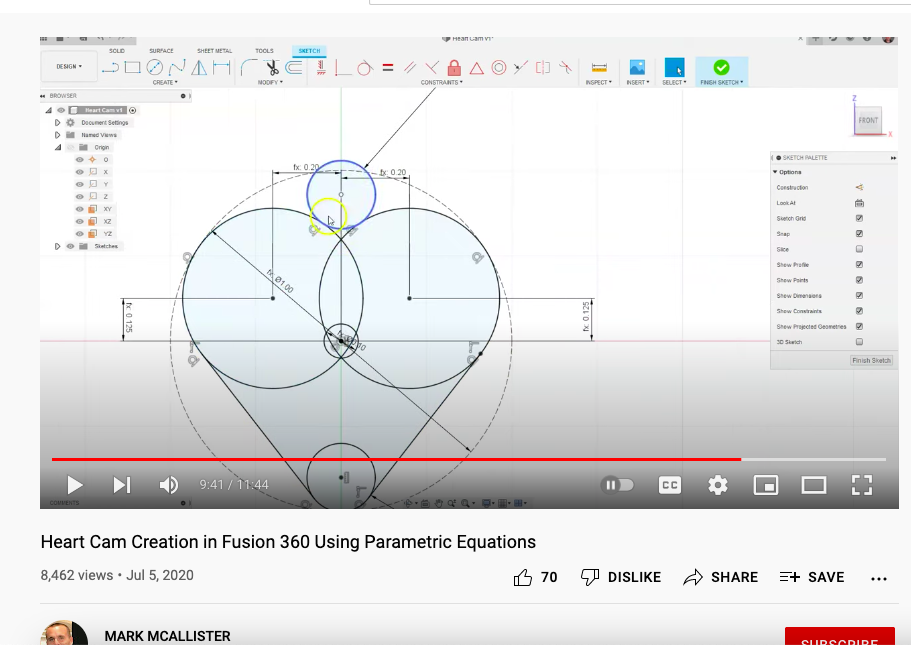 Heart Cam v1*
SOLID SURFACE SHEET METAL TOOLS SKETCH
DESIGN
CREATE MODIFY CONSTRAINTS INSPECT INSERT SELECT FINISH SKETCH
BROWSER
Heart Cam v1
Document Settings
Named Views
Origin
O
X
Y
Z
XY
XZ
YZ
Sketches
Z
FRONT
X
fx: 0.20
fx: 0.20
fx: Ø1.00
fx: 0.125
fx: 0.125
SKETCH PALETTE
Options
Construction
Look At
Sketch Grid
Snap
Slice
Show Profile
Show Points
Show Dimensions
Show Constraints
Show Projected Geometries
3D Sketch
Finish Sketch
9:41 / 11:44
CC
COMMENTS
Heart Cam Creation in Fusion 360 Using Parametric Equations
8,462 views • Jul 5, 2020
70 DISLIKE SHARE SAVE
MARK MCALLISTER
SUBSCRIBE